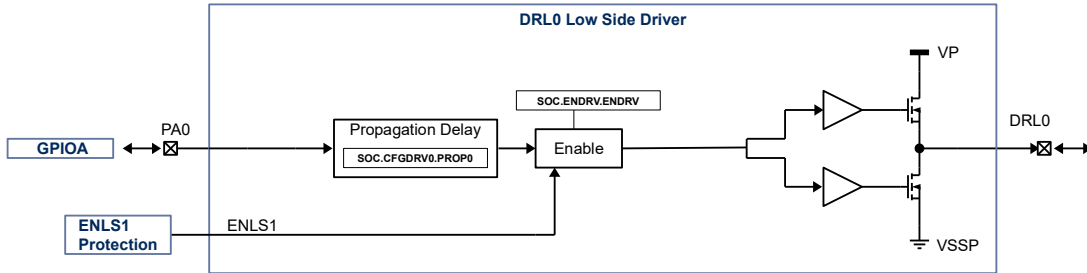 DRL0 Low Side Driver
VP
SOC.ENDRV.ENDRV
PA0
Propagation Delay
DRL0
GPIOA
SOC.CFGDRV0.PROP0
Enable
ENLS1
Protection
ENLS1
VSSP